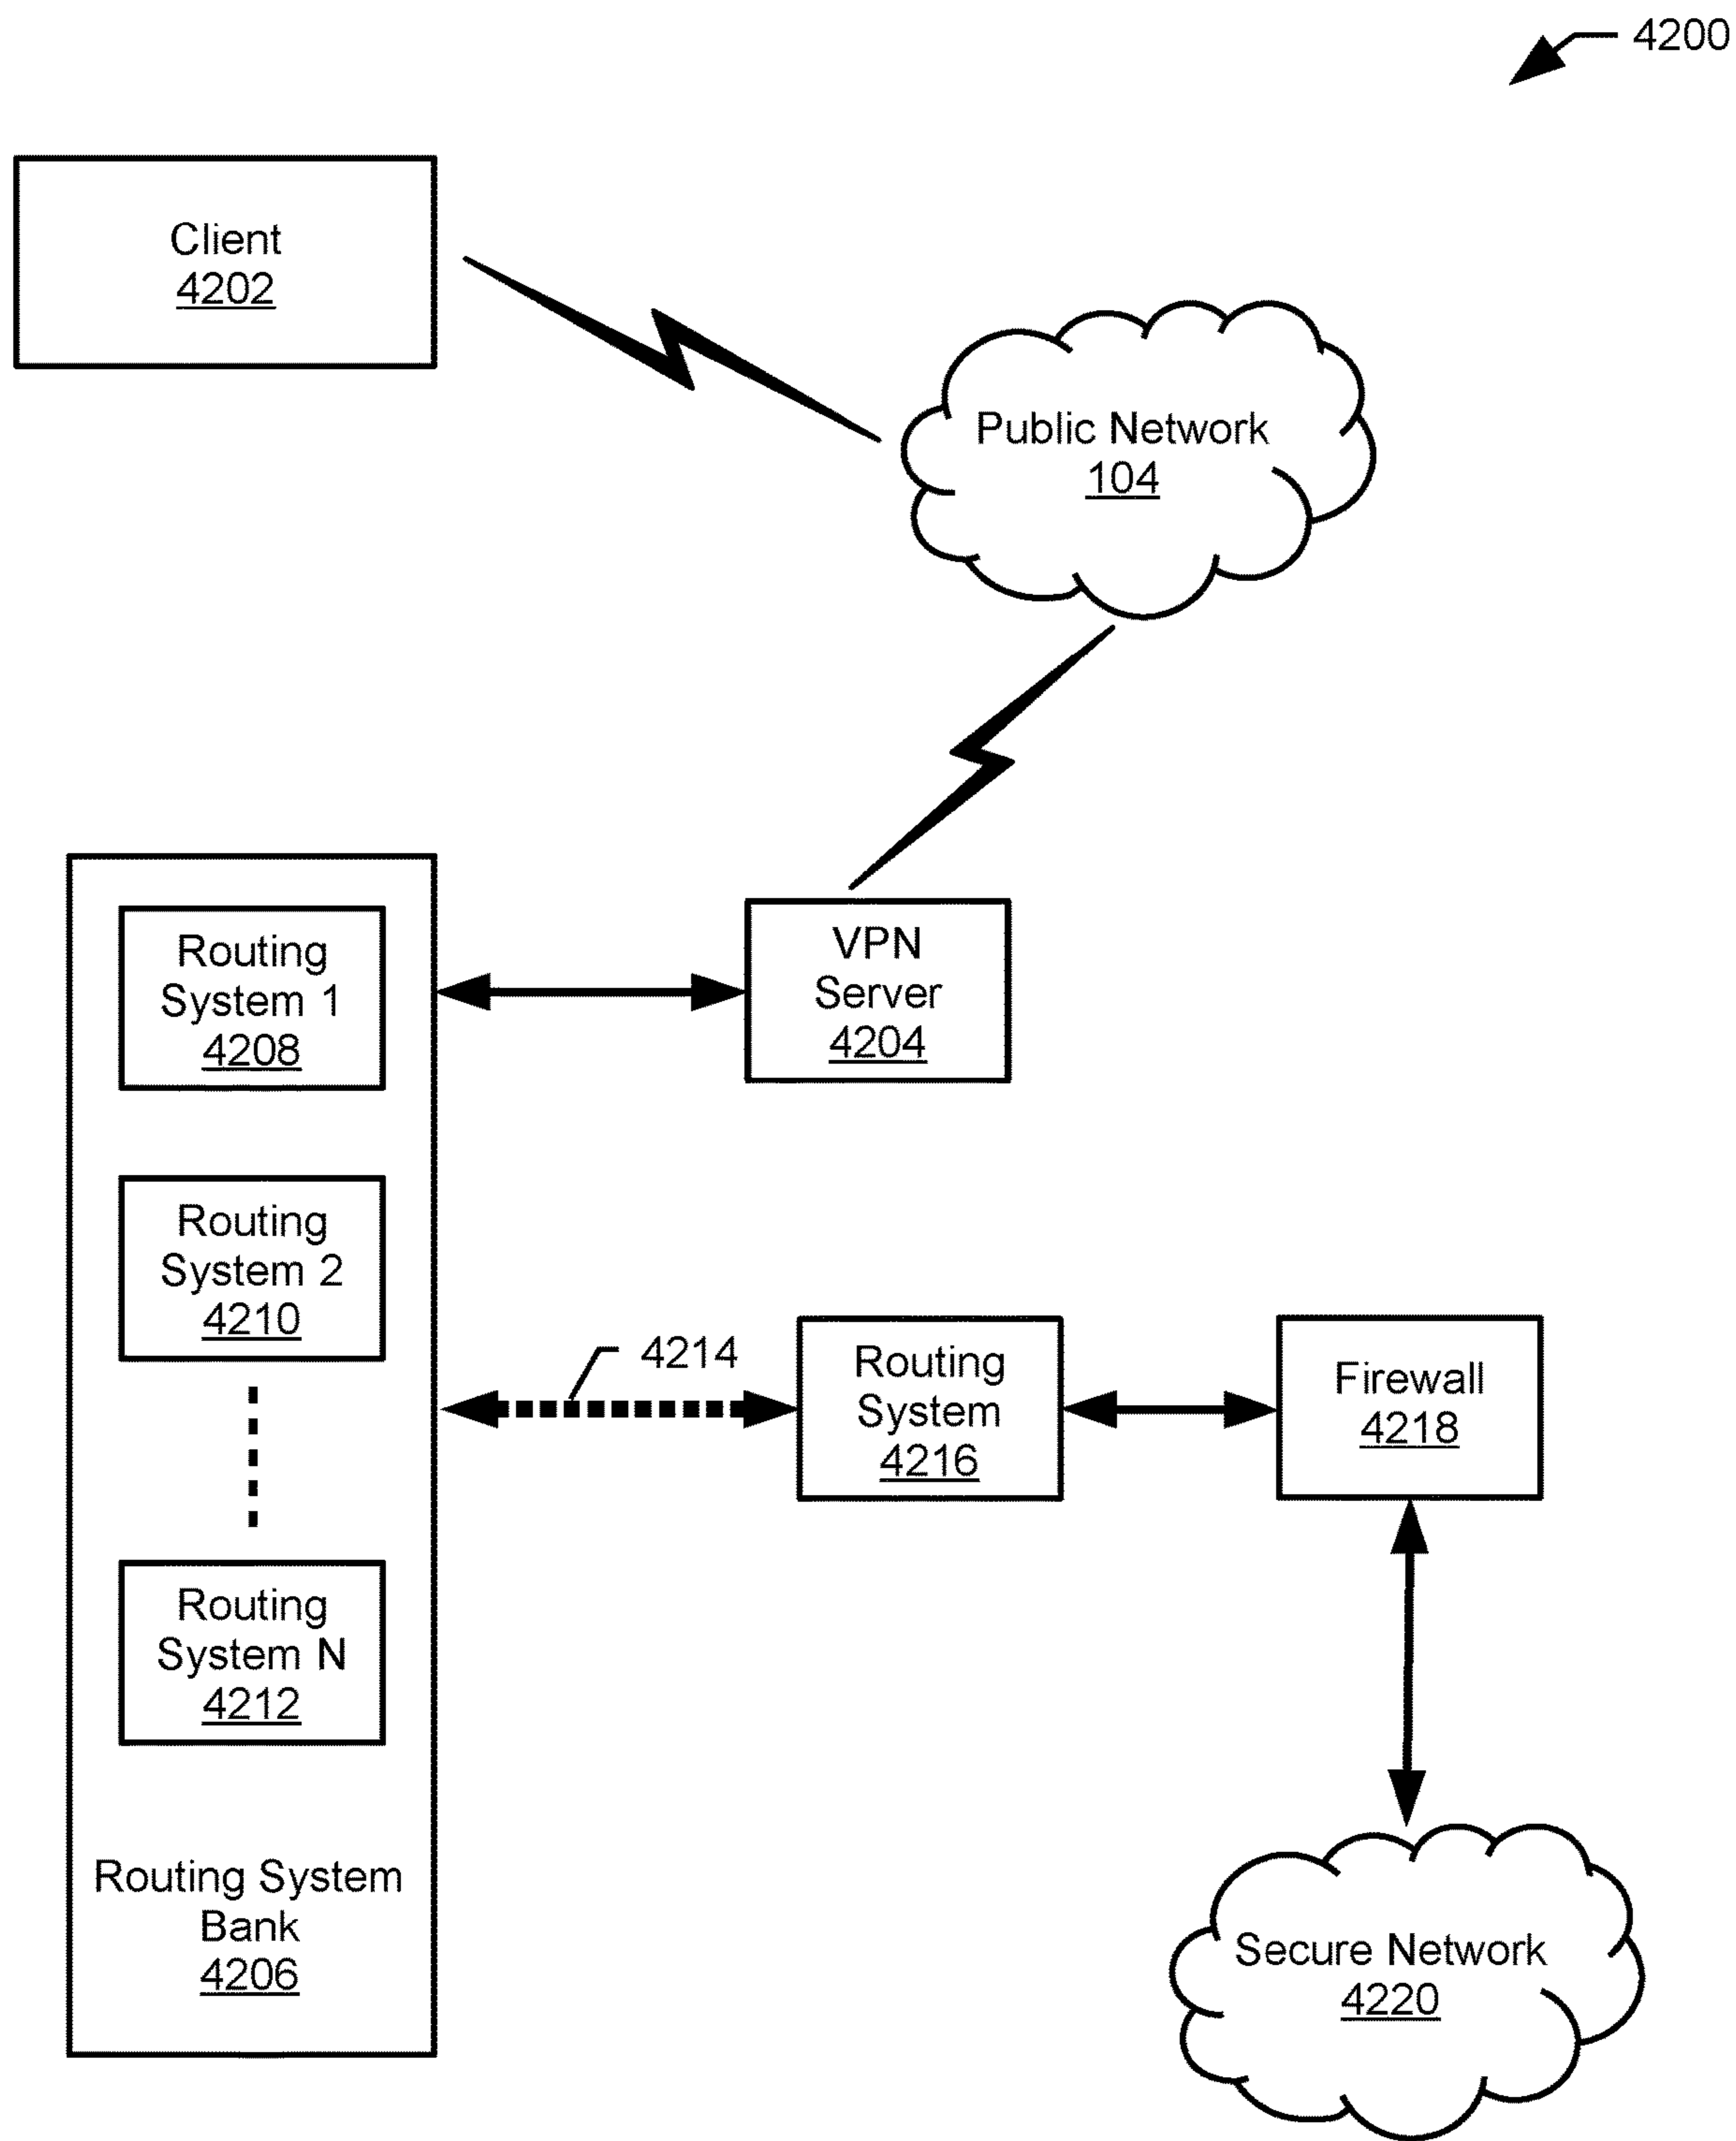 4200
Client
4202
Public Network
104
Routing
System 1
4208
VPN
Server
4204
Routing
System 2
4210
4214
Routing
System
4216
Firewall
4218
Routing
System N
4212
Routing System
Bank
4206
Secure Network
4220